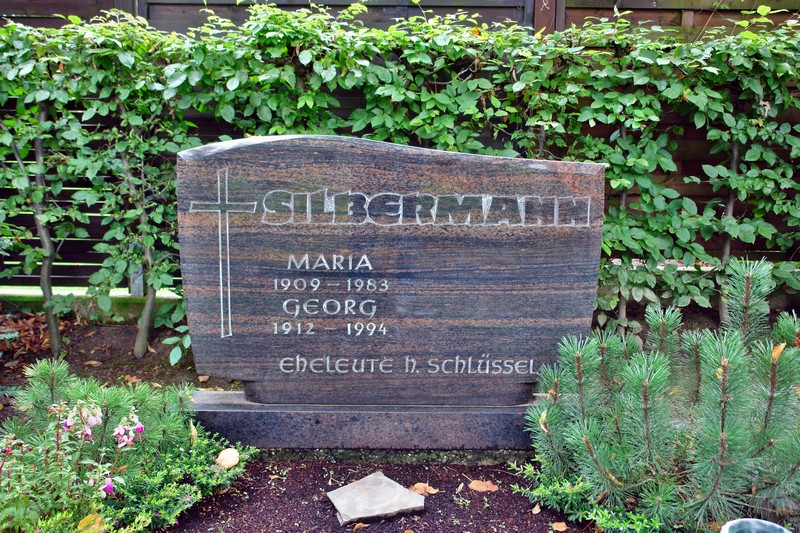 SILBERMANN
MARIA
1909 – 1983
GEORG
1912 – 1994
EHELEUTE H. SCHLÜSSEL